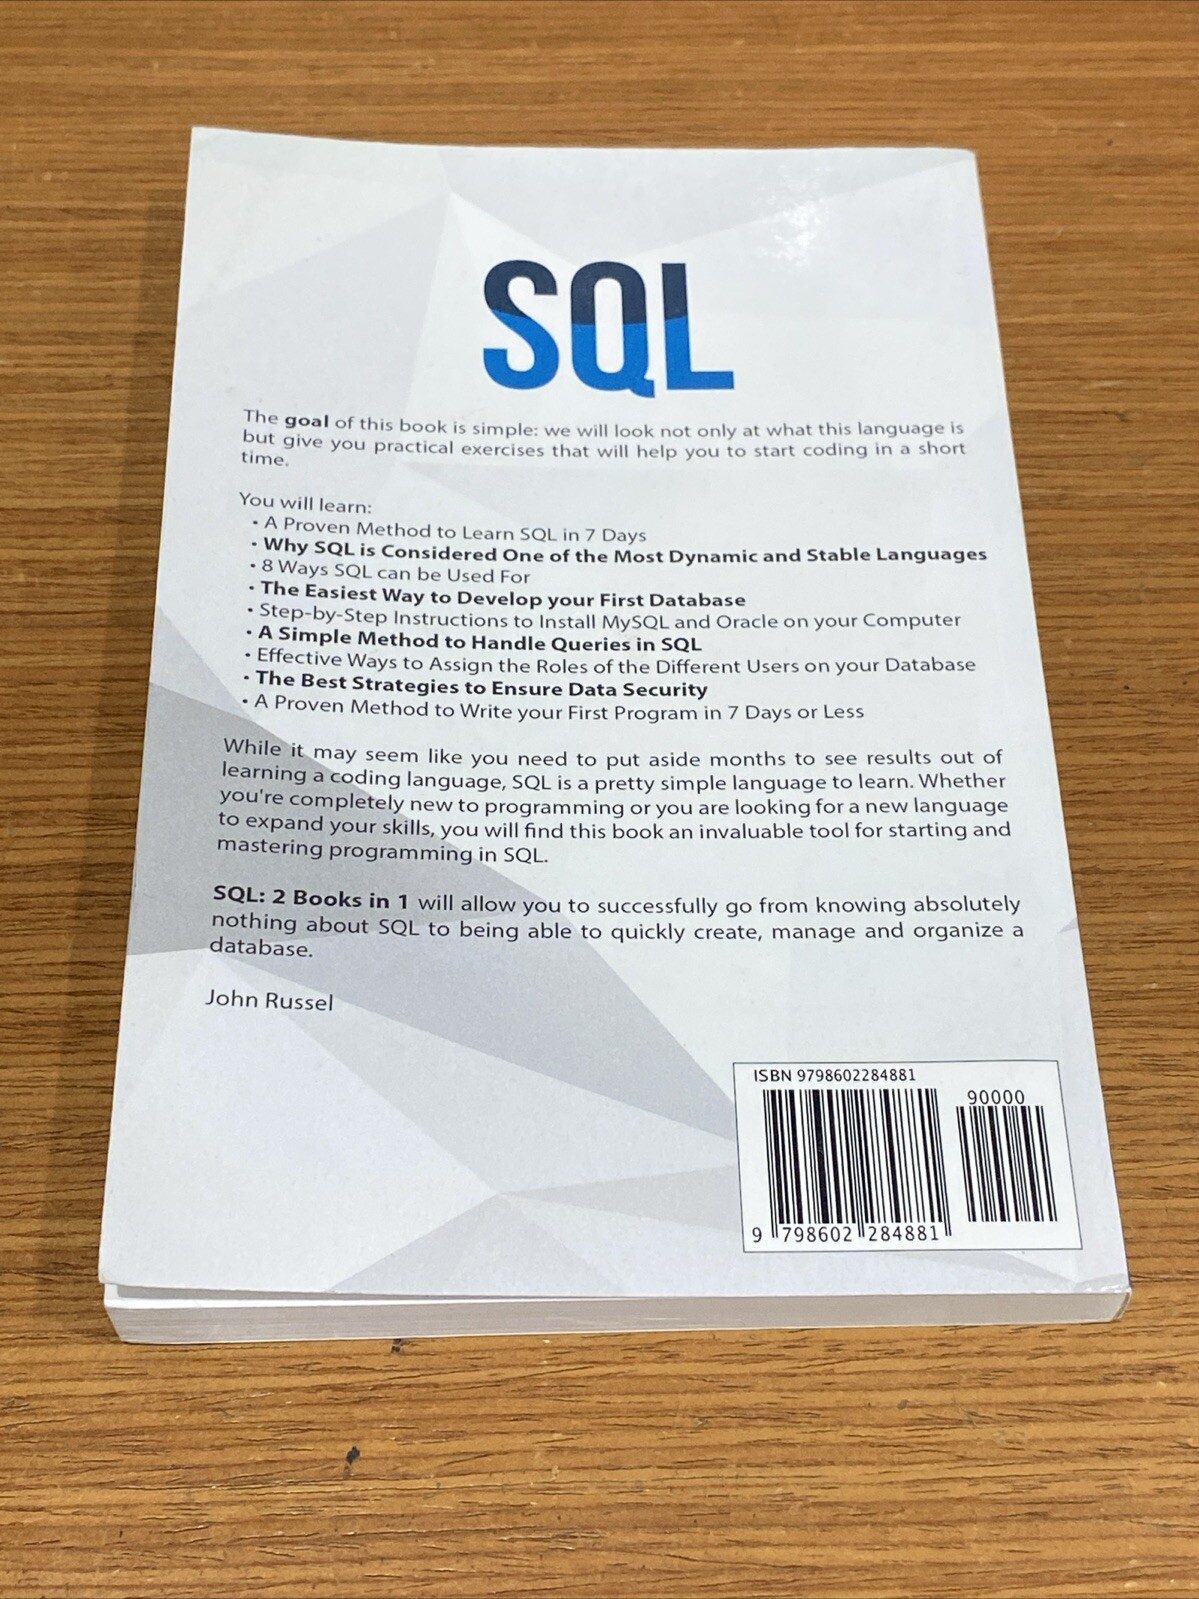 SQL
The goal of this book is simple: we will look not only at what this language is
but give you practical exercises that will help you to start coding in a short
time.
You will learn:
• A Proven Method to Learn SQL in 7 Days
• Why SQL is Considered One of the Most Dynamic and Stable Languages
• 8 Ways SQL can be Used For
• The Easiest Way to Develop your First Database
• Step-by-Step Instructions to Install MySQL and Oracle on your Computer
• A Simple Method to Handle Queries in SQL
• Effective Ways to Assign the Roles of the Different Users on your Database
• The Best Strategies to Ensure Data Security
• A Proven Method to Write your First Program in 7 Days or Less
While it may seem like you need to put aside months to see results out of
learning a coding language, SQL is a pretty simple language to learn. Whether
you're completely new to programming or you are looking for a new language
to expand your skills, you will find this book an invaluable tool for starting and
mastering programming in SQL.
SQL: 2 Books in 1 will allow you to successfully go from knowing absolutely
nothing about SQL to being able to quickly create, manage and organize a
database.
John Russel
ISBN 9798602284881
90000
9 798602 284881